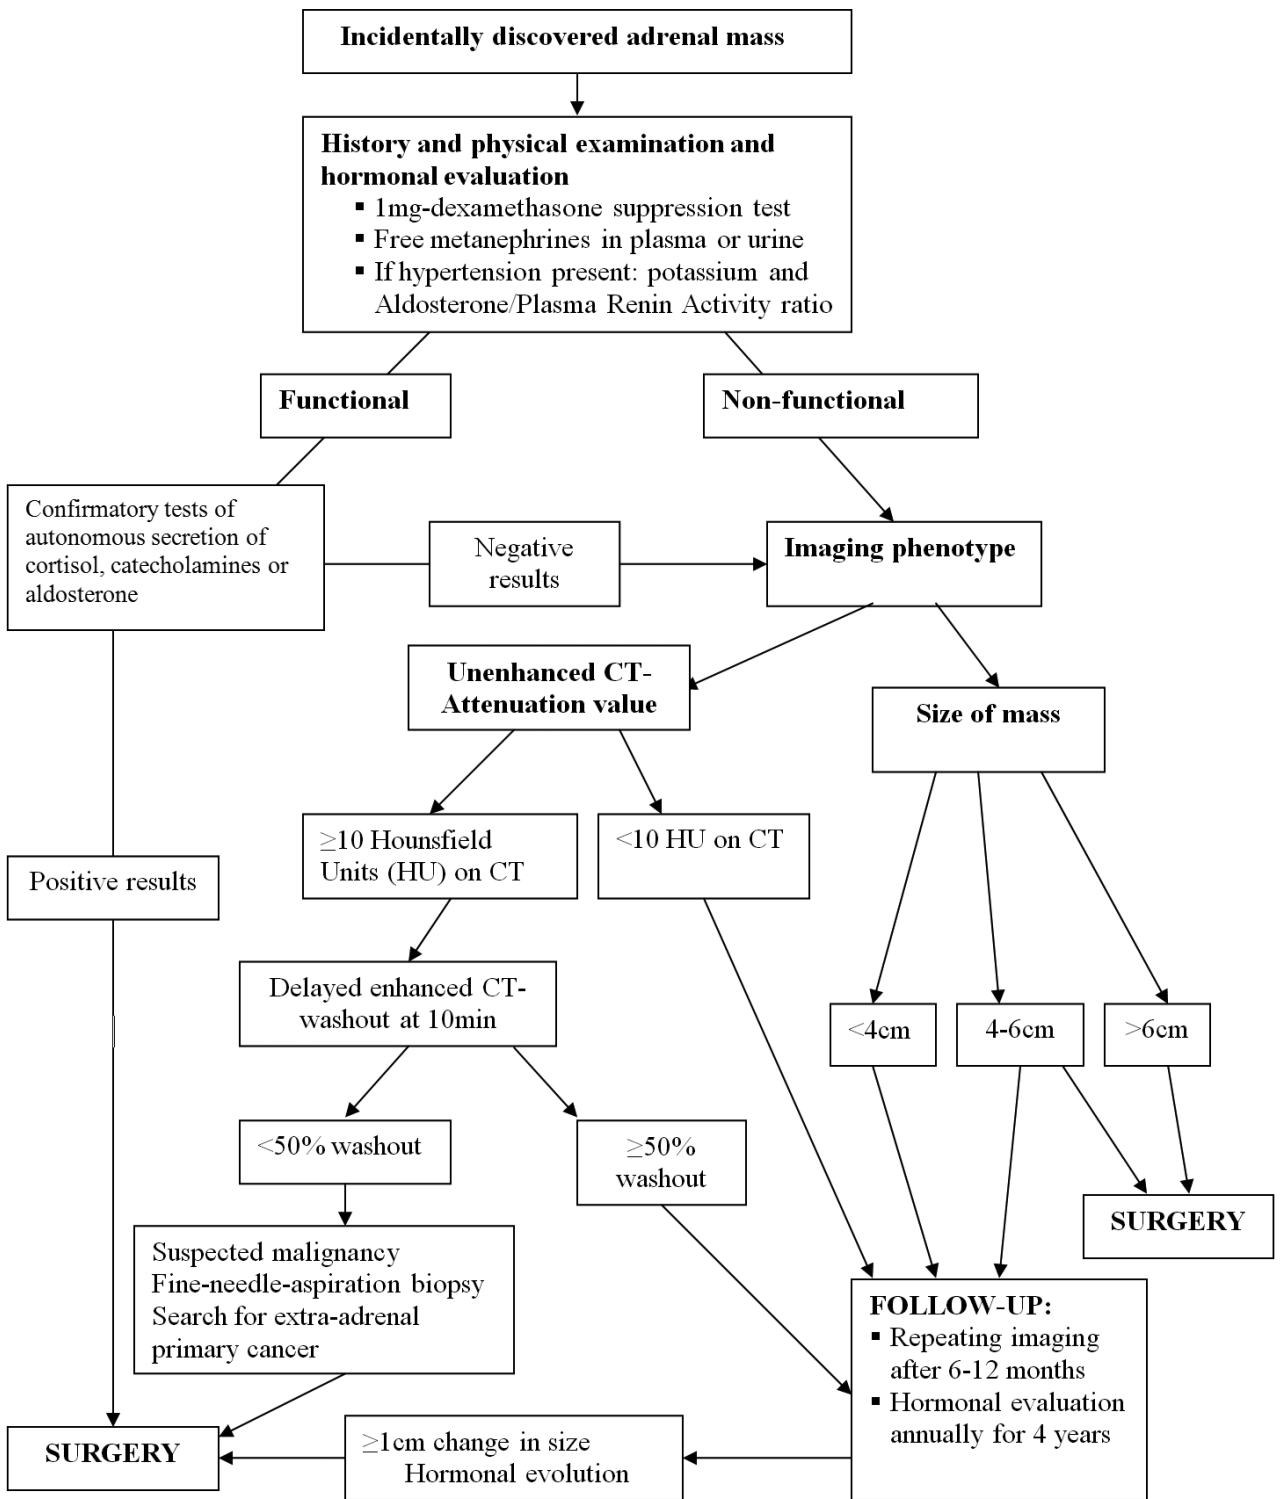 Incidentally discovered adrenal mass
History and physical examination and
hormonal evaluation
▪ 1mg-dexamethasone suppression test
▪ Free metanephrines in plasma or urine
▪ If hypertension present: potassium and
Aldosterone/Plasma Renin Activity ratio
Functional
Non-functional
Confirmatory tests of
autonomous secretion of
cortisol, catecholamines or
aldosterone
Negative
results
Imaging phenotype
Unenhanced CT-
Attenuation value
Size of mass
≥10 Hounsfield
Units (HU) on CT
<10 HU on CT
Positive results
Delayed enhanced CT-
washout at 10min
<4cm
4-6cm
>6cm
<50% washout
≥50%
washout
SURGERY
Suspected malignancy
Fine-needle-aspiration biopsy
Search for extra-adrenal
primary cancer
FOLLOW-UP:
▪ Repeating imaging
after 6-12 months
▪ Hormonal evaluation
annually for 4 years
SURGERY
≥1cm change in size
Hormonal evolution